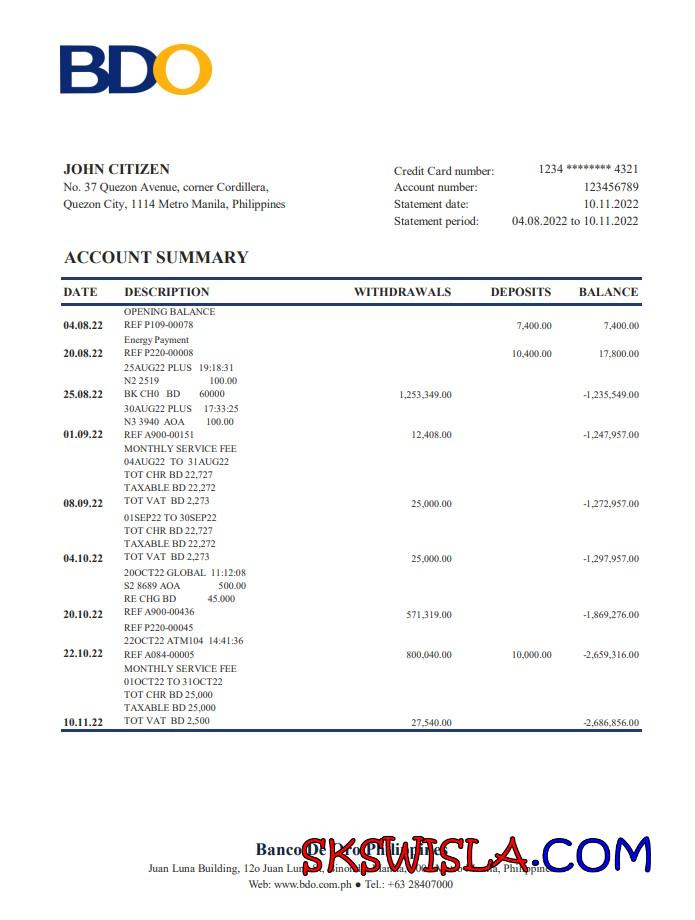 BDO
JOHN CITIZEN
No. 37 Quezon Avenue, corner Cordillera,
Quezon City, 1114 Metro Manila, Philippines
Credit Card number: 1234 ******** 4321
Account number: 123456789
Statement date: 10.11.2022
Statement period: 04.08.2022 to 10.11.2022
ACCOUNT SUMMARY
DATE DESCRIPTION WITHDRAWALS DEPOSITS BALANCE
OPENING BALANCE
04.08.22 REF P109-00078 7,400.00 7,400.00
Energy Payment
20.08.22 REF P220-00008 10,400.00 17,800.00
25AUG22 PLUS 19:18:31
N2 2519 100.00
25.08.22 BK CH0 BD 60000 1,253,349.00 -1,235,549.00
30AUG22 PLUS 17:33:25
N3 3940 AOA 100.00
01.09.22 REF A900-00151 12,408.00 -1,247,957.00
MONTHLY SERVICE FEE
04AUG22 TO 31AUG22
TOT CHR BD 22,727
TAXABLE BD 22,272
08.09.22 TOT VAT BD 2,273 25,000.00 -1,272,957.00
01SEP22 TO 30SEP22
TOT CHR BD 22,727
TAXABLE BD 22,272
04.10.22 TOT VAT BD 2,273 25,000.00 -1,297,957.00
20OCT22 GLOBAL 11:12:08
S2 8689 AOA 500.00
RE CHG BD 45.000
20.10.22 REF A900-00436 571,319.00 -1,869,276.00
REF P220-00045
22OCT22 ATM104 14:41:36
22.10.22 REF A084-00005 800,040.00 10,000.00 -2,659,316.00
MONTHLY SERVICE FEE
01OCT22 TO 31OCT22
TOT CHR BD 25,000
TAXABLE BD 25,000
10.11.22 TOT VAT BD 2,500 27,540.00 -2,686,856.00
Banco De Oro Philippines
SKSWISLA.COM
Juan Luna Building, 12o Juan
Web: www.bdo.com.ph ● Tel.: +63 28407000